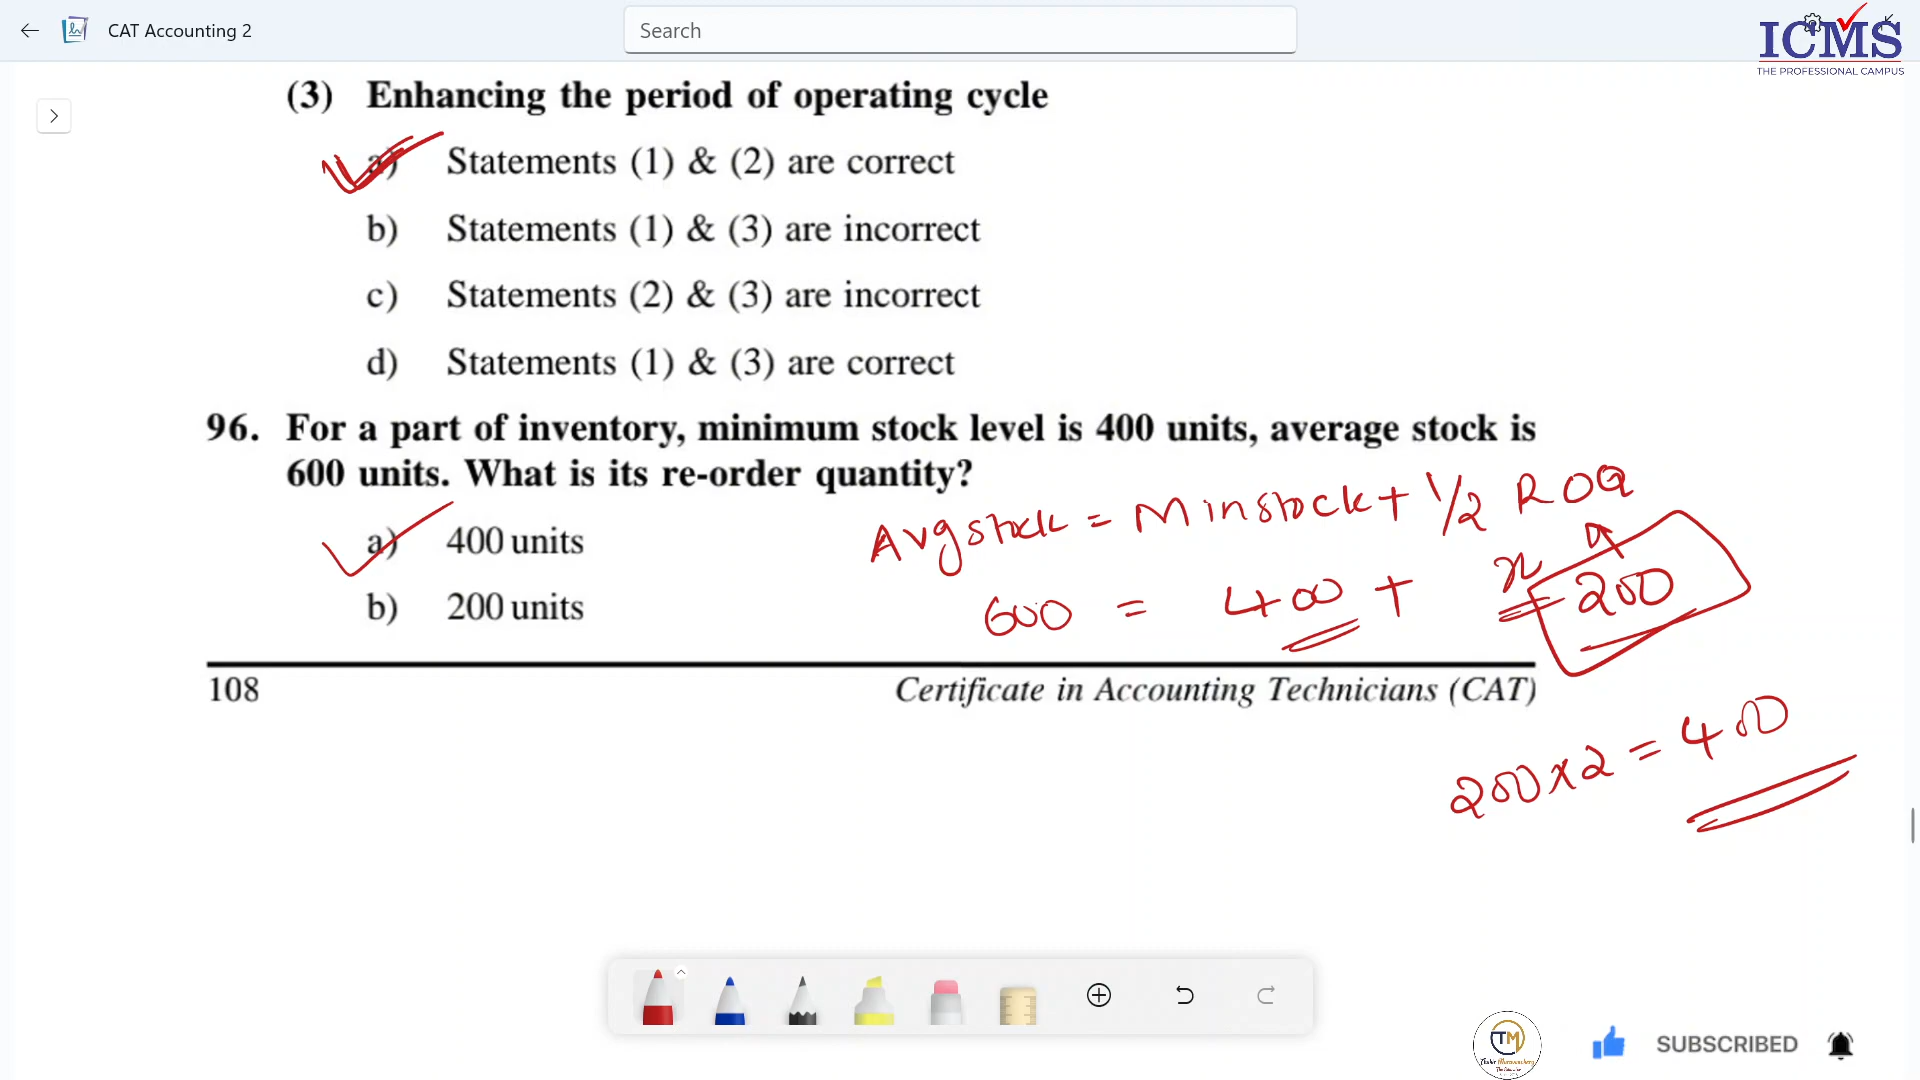 CAT Accounting 2
Search
ICMS
THE PROFESSIONAL CAMPUS
(3) Enhancing the period of operating cycle
a) Statements (1) & (2) are correct
b) Statements (1) & (3) are incorrect
c) Statements (2) & (3) are incorrect
d) Statements (1) & (3) are correct
96. For a part of inventory, minimum stock level is 400 units, average stock is
600 units. What is its re-order quantity?
Avg stock = Min stock + 1/2 ROQ
a) 400 units
600 = 400 + x = 200
b) 200 units
108 Certificate in Accounting Technicians (CAT)
200 x 2 = 400
TM
SUBSCRIBED